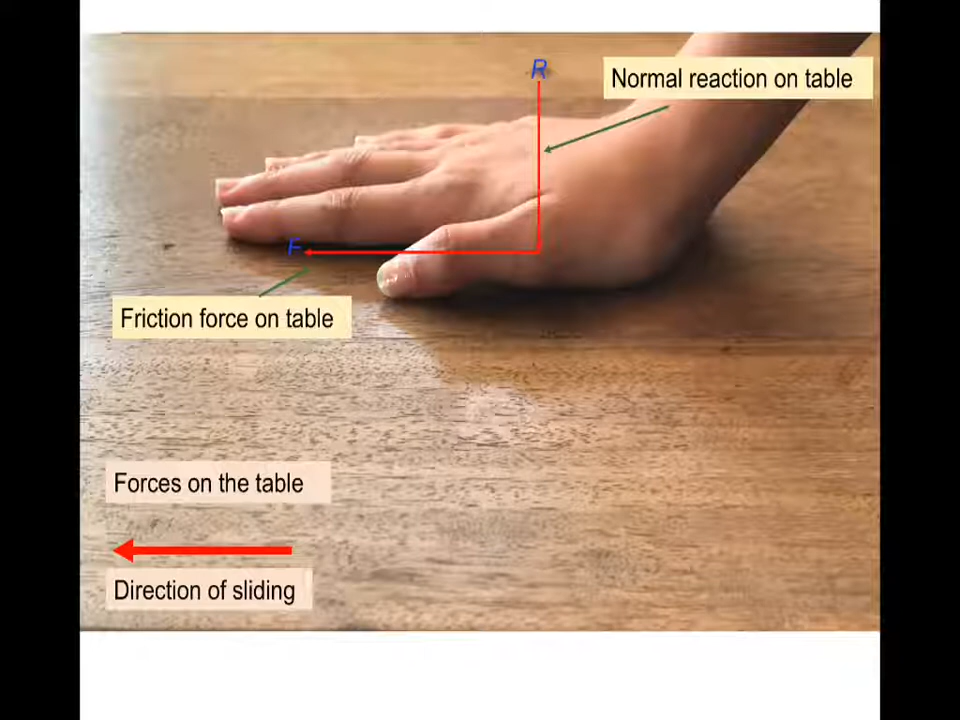 R
Normal reaction on table
F
Friction force on table
Forces on the table
Direction of sliding